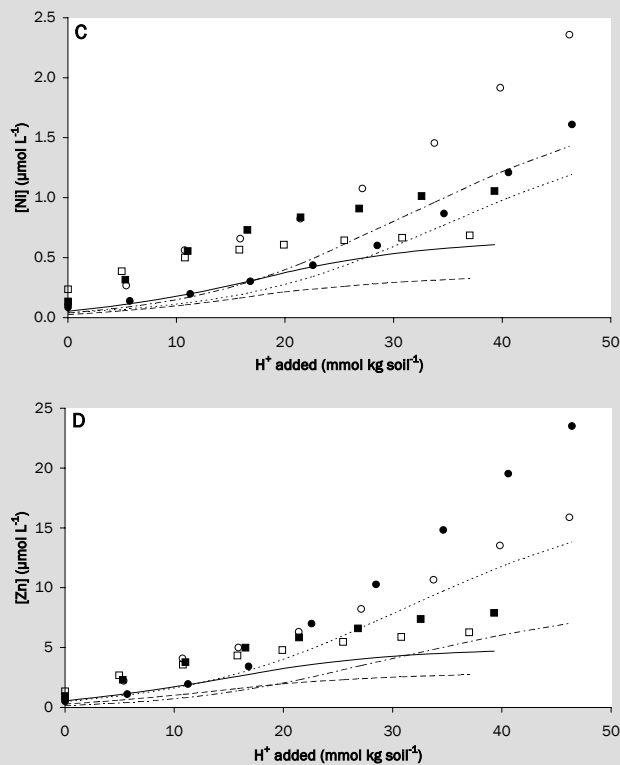 C
2.5
2.0
1.5
1.0
0.5
0.0
[Ni] (µmol L⁻¹)
0 10 20 30 40 50
H⁺ added (mmol kg soil⁻¹)
D
25
20
15
10
5
0
[Zn] (µmol L⁻¹)
0 10 20 30 40 50
H⁺ added (mmol kg soil⁻¹)